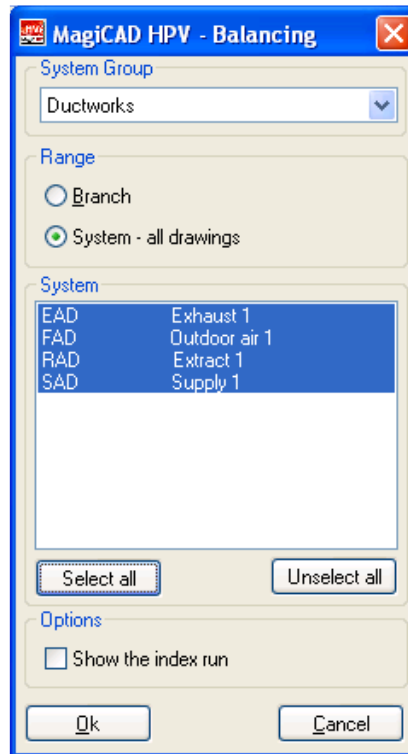 MagiCAD HPV - Balancing
System Group
Ductworks
Range
Branch
System - all drawings
System
EAD Exhaust 1
FAD Outdoor air 1
RAD Extract 1
SAD Supply 1
Select all Unselect all
Options
Show the index run
Ok Cancel